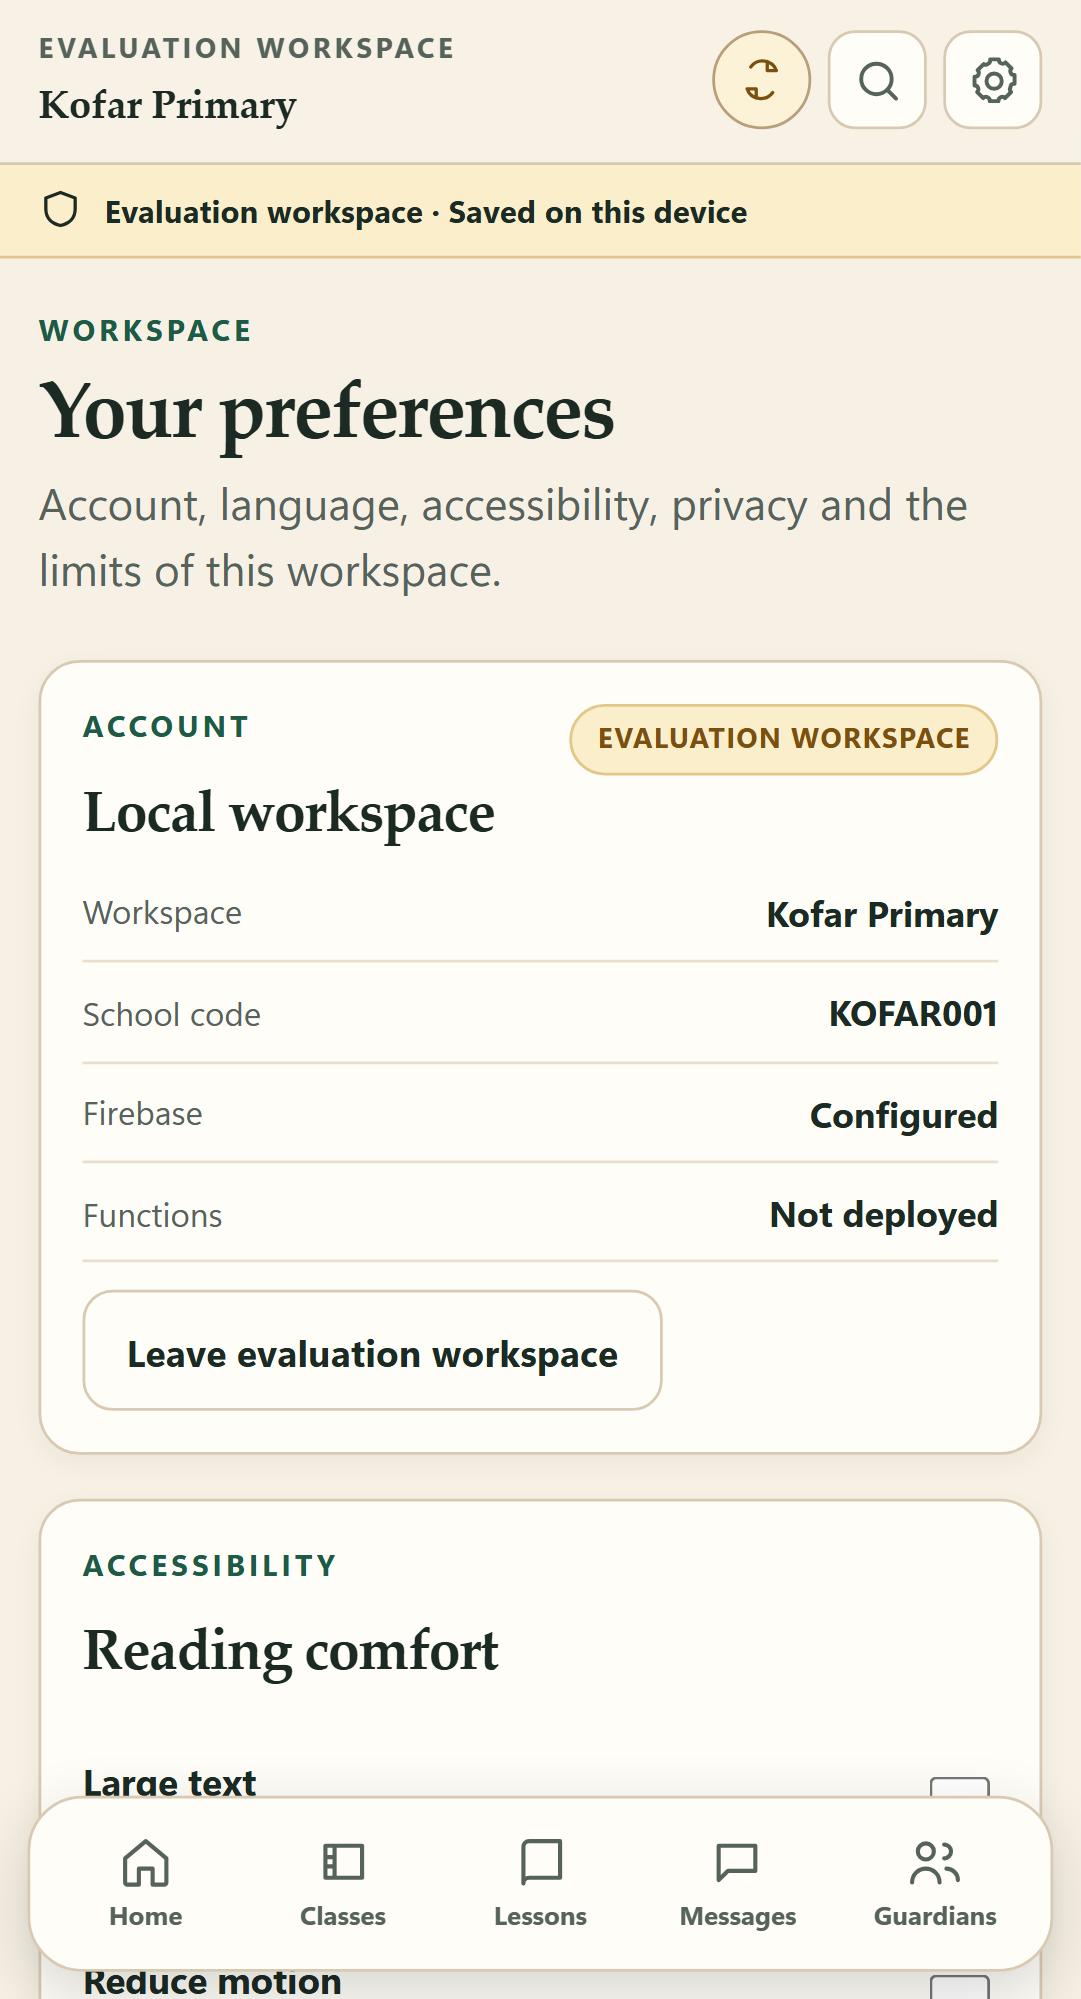 EVALUATION WORKSPACE
Kofar Primary
Evaluation workspace · Saved on this device
WORKSPACE
Your preferences
Account, language, accessibility, privacy and the
limits of this workspace.
ACCOUNT
EVALUATION WORKSPACE
Local workspace
Workspace
Kofar Primary
School code
KOFAR001
Firebase
Configured
Functions
Not deployed
Leave evaluation workspace
ACCESSIBILITY
Reading comfort
Large text
Home
Classes
Lessons
Messages
Guardians
Reduce motion